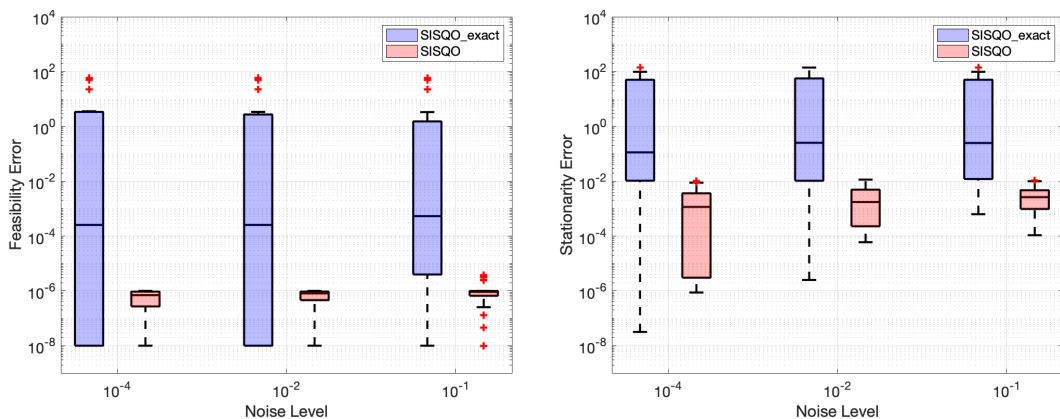 10^4
10^2
10^0
10^-2
10^-4
10^-6
10^-8
Feasibility Error
SISQO_exact
SISQO
10^-4
10^-2
10^-1
Noise Level
10^4
10^2
10^0
10^-2
10^-4
10^-6
10^-8
Stationarity Error
SISQO_exact
SISQO
10^-4
10^-2
10^-1
Noise Level